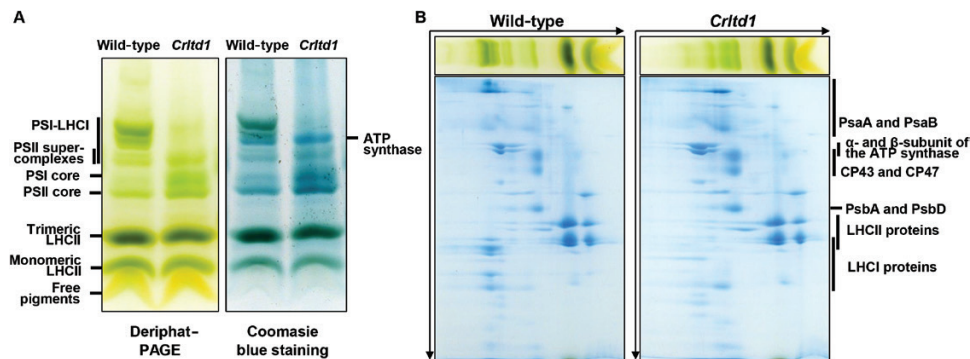 A
Wild-type Crltd1 Wild-type Crltd1
PSI-LHCI
PSII super-
complexes
PSI core
PSII core
Trimeric
LHCII
Monomeric
LHCII
Free
pigments
ATP
synthase
Deriphat-
PAGE
Coomasie
blue staining
B
Wild-type
Crltd1
PsaA and PsaB
α- and β-subunit of
the ATP synthase
CP43 and CP47
PsbA and PsbD
LHCII proteins
LHCI proteins